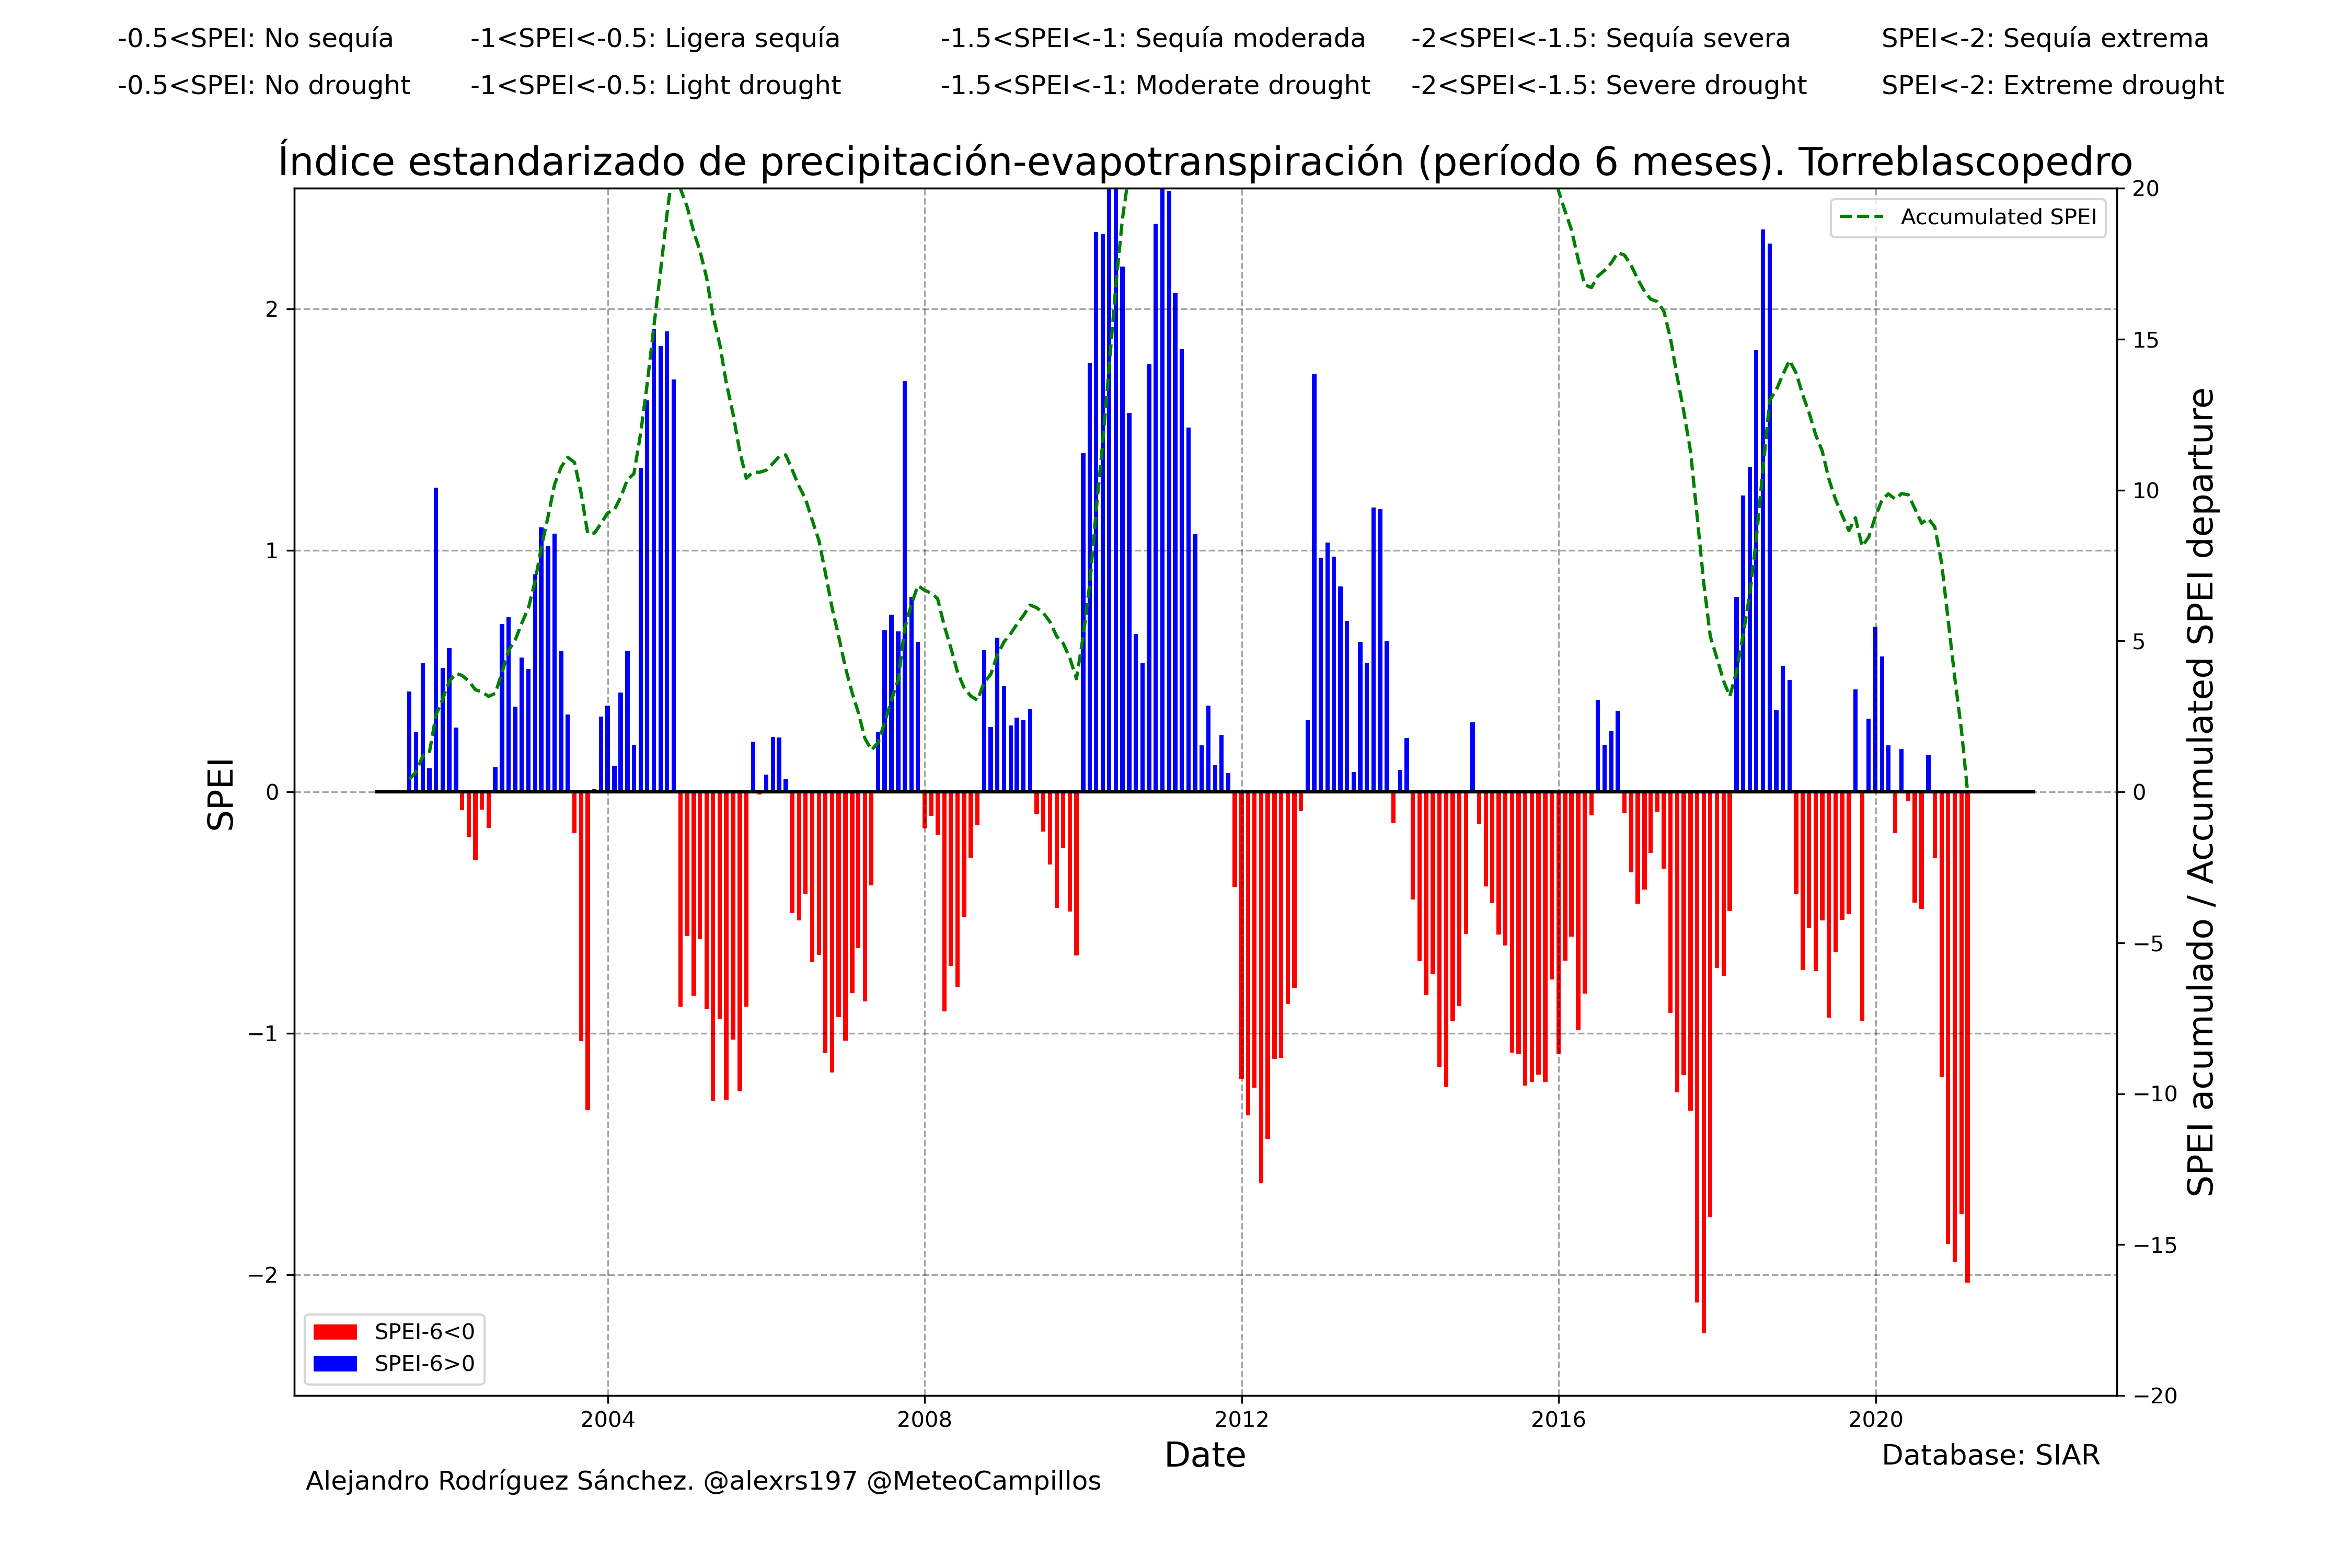 -0.5<SPEI: No sequía -1<SPEI<-0.5: Ligera sequía -1.5<SPEI<-1: Sequía moderada -2<SPEI<-1.5: Sequía severa SPEI<-2: Sequía extrema
-0.5<SPEI: No drought -1<SPEI<-0.5: Light drought -1.5<SPEI<-1: Moderate drought -2<SPEI<-1.5: Severe drought SPEI<-2: Extreme drought
Índice estandarizado de precipitación-evapotranspiración (período 6 meses). Torreblascopedro
SPEI
2
1
0
−1
−2
Accumulated SPEI
20
15
10
5
0
−5
−10
−15
−20
SPEI acumulado / Accumulated SPEI departure
SPEI-6<0
SPEI-6>0
2004 2008 2012 2016 2020
Date
Database: SIAR
Alejandro Rodríguez Sánchez. @alexrs197 @MeteoCampillos